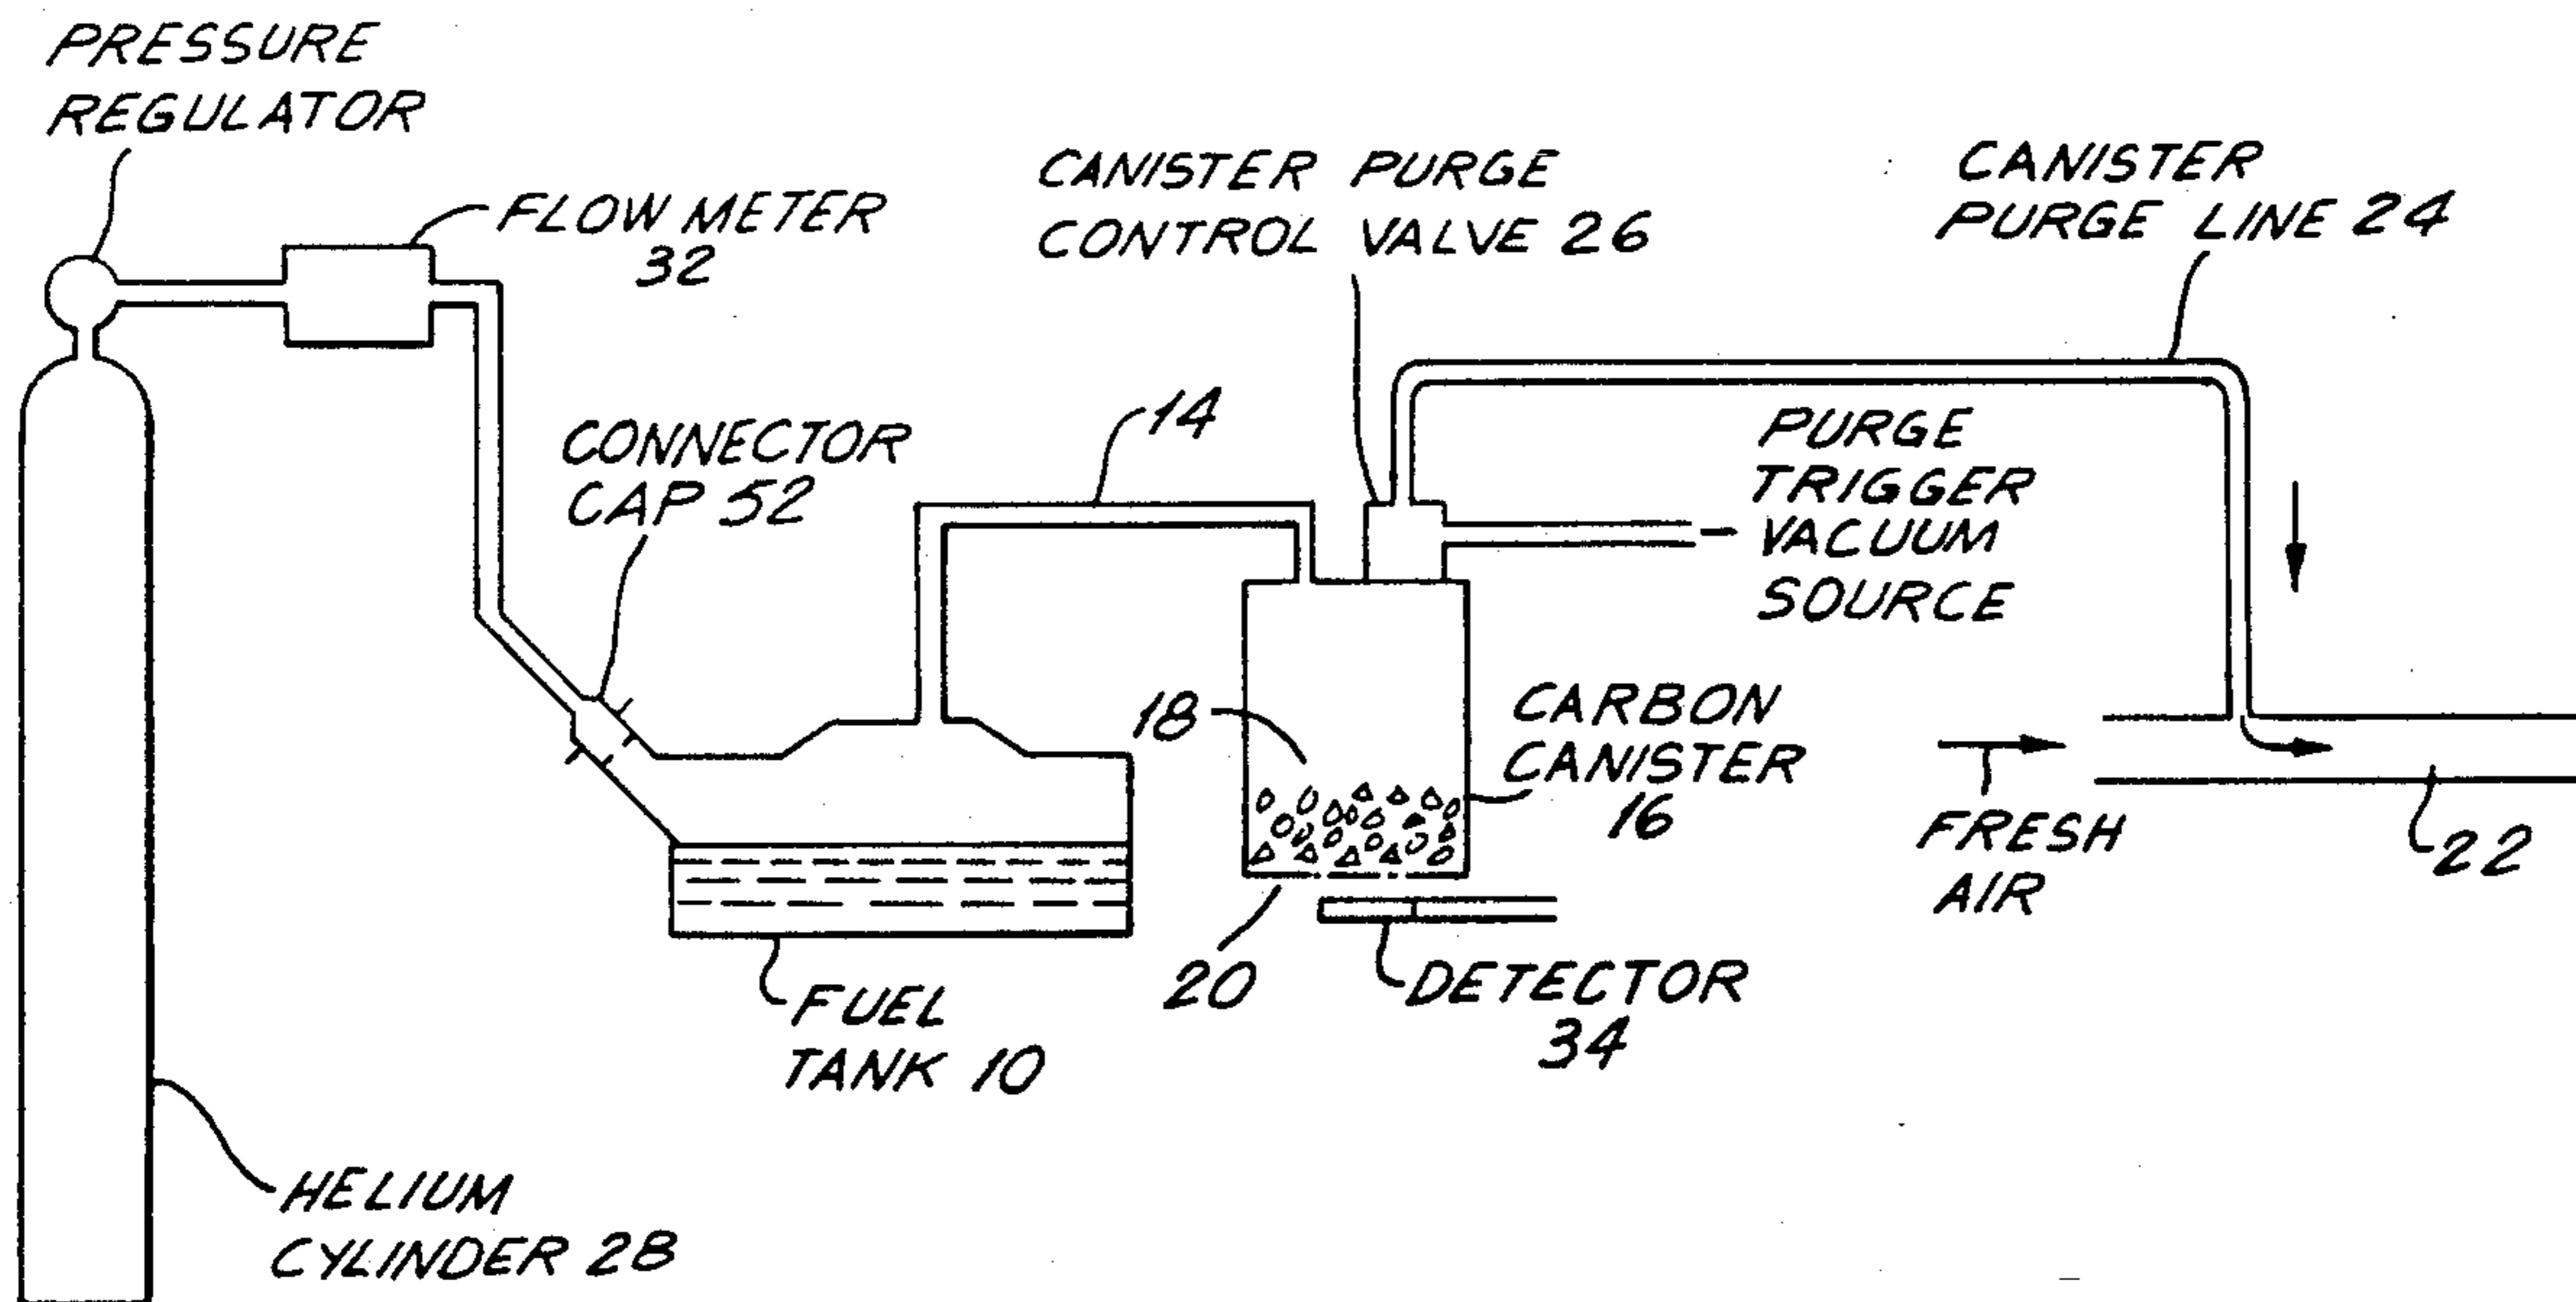 PRESSURE
REGULATOR
FLOW METER
32
CANISTER PURGE
CONTROL VALVE 26
CANISTER
PURGE LINE 24
CONNECTOR
CAP 52
14
PURGE
TRIGGER
VACUUM
SOURCE
18
CARBON
CANISTER
16
FRESH
AIR
22
20
DETECTOR
34
FUEL
TANK 10
HELIUM
CYLINDER 28